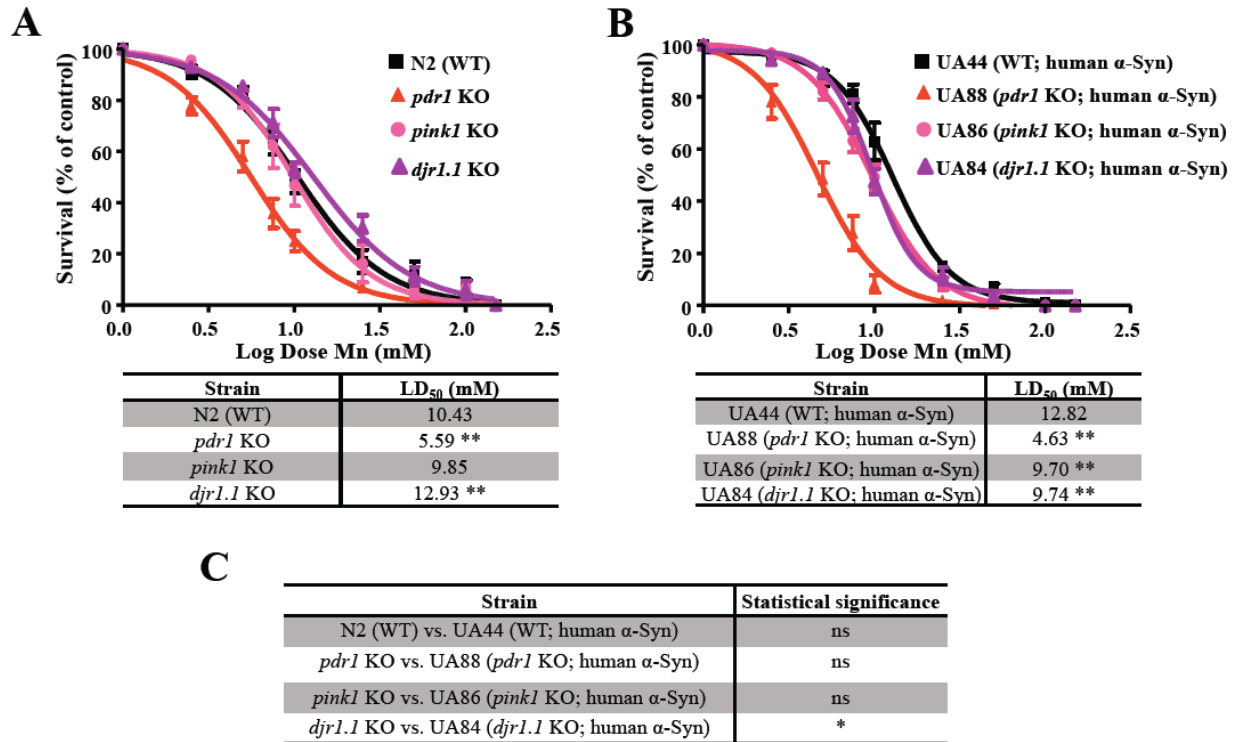 A
Survival (% of control)
100
80
60
40
20
0
N2 (WT)
pdr1 KO
pink1 KO
djr1.1 KO
0.0 0.5 1.0 1.5 2.0 2.5
Log Dose Mn (mM)
Strain LD50 (mM)
N2 (WT) 10.43
pdr1 KO 5.59 **
pink1 KO 9.85
djr1.1 KO 12.93 **
B
Survival (% of control)
100
80
60
40
20
0
UA44 (WT; human α-Syn)
UA88 (pdr1 KO; human α-Syn)
UA86 (pink1 KO; human α-Syn)
UA84 (djr1.1 KO; human α-Syn)
0.0 0.5 1.0 1.5 2.0 2.5
Log Dose Mn (mM)
Strain LD50 (mM)
UA44 (WT; human α-Syn) 12.82
UA88 (pdr1 KO; human α-Syn) 4.63 **
UA86 (pink1 KO; human α-Syn) 9.70 **
UA84 (djr1.1 KO; human α-Syn) 9.74 **
C
Strain Statistical significance
N2 (WT) vs. UA44 (WT; human α-Syn) ns
pdr1 KO vs. UA88 (pdr1 KO; human α-Syn) ns
pink1 KO vs. UA86 (pink1 KO; human α-Syn) ns
djr1.1 KO vs. UA84 (djr1.1 KO; human α-Syn) *